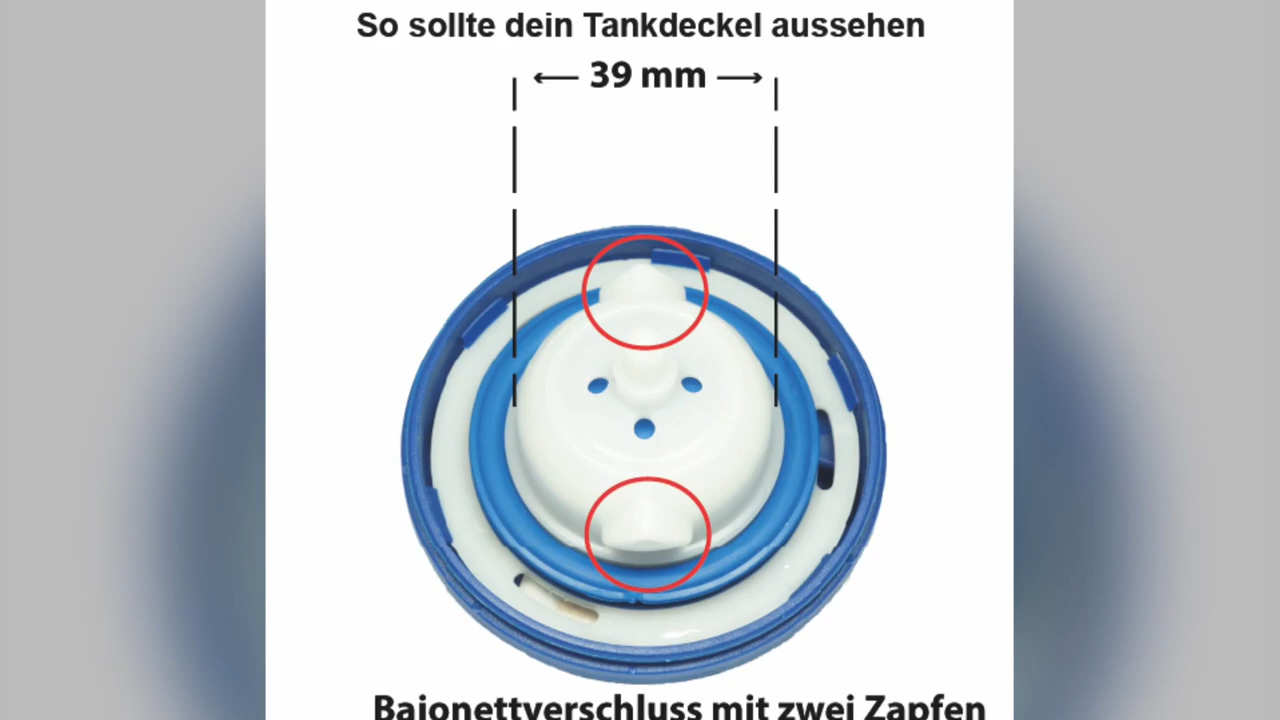 So sollte dein Tankdeckel aussehen
39 mm
Bajonettverschluss mit zwei Zapfen